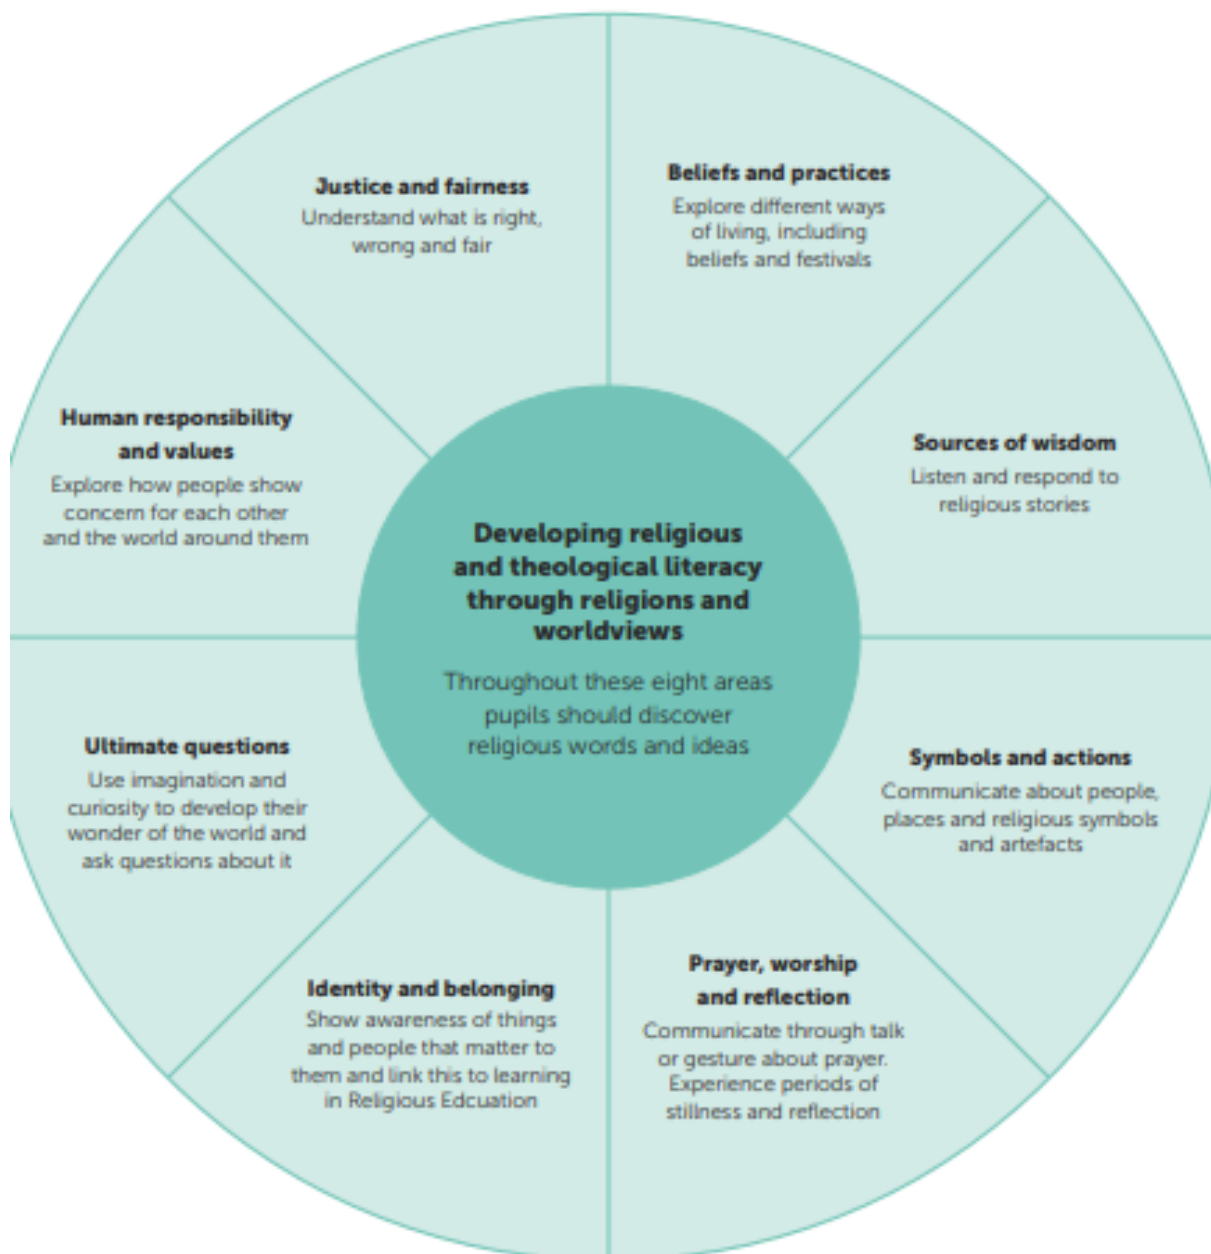 Justice and fairness
Understand what is right,
wrong and fair
Beliefs and practices
Explore different ways
of living, including
beliefs and festivals
Human responsibility
and values
Explore how people show
concern for each other
and the world around them
Sources of wisdom
Listen and respond to
religious stories
Developing religious
and theological literacy
through religions and
worldviews
Throughout these eight areas
pupils should discover
religious words and ideas
Ultimate questions
Use imagination and
curiosity to develop their
wonder of the world and
ask questions about it
Symbols and actions
Communicate about people,
places and religious symbols
and artefacts
Identity and belonging
Show awareness of things
and people that matter to
them and link this to learning
in Religious Edcuation
Prayer, worship
and reflection
Communicate through talk
or gesture about prayer.
Experience periods of
stillness and reflection